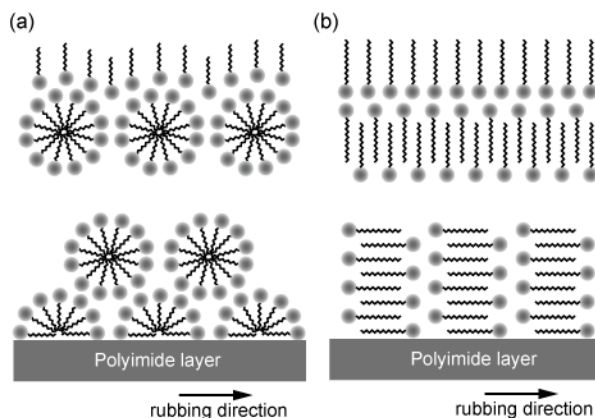 (a)
(b)
Polyimide layer
Polyimide layer
rubbing direction
rubbing direction